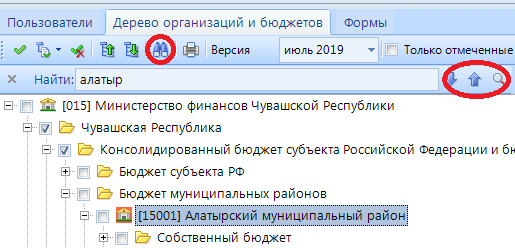 Пользователи Дерево организаций и бюджетов Формы
Версия июль 2019 Только отмеченные
Найти: алатыр
[015] Министерство финансов Чувашской Республики
Чувашская Республика
Консолидированный бюджет субъекта Российской Федерации и
Бюджет субъекта РФ
Бюджет муниципальных районов
[15001] Алатырский муниципальный район
Собственный бюджет